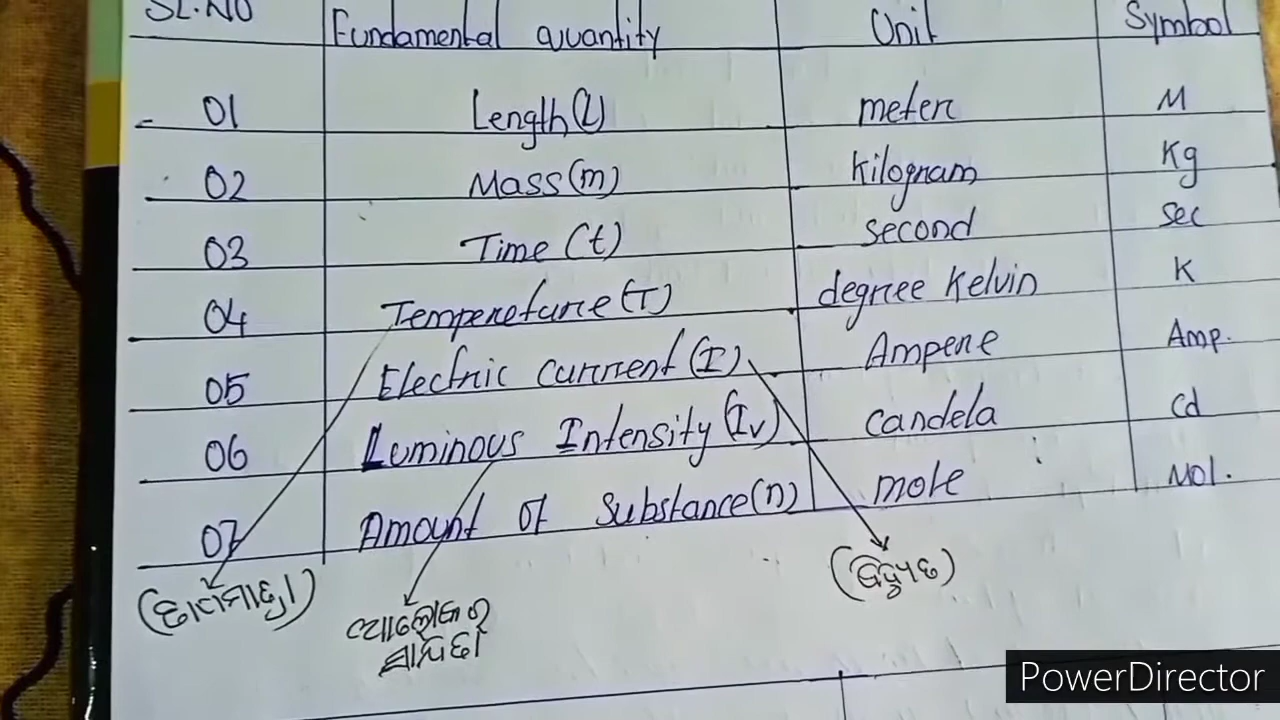 SL.NO Fundamental quantity Unit Symbol
01 Length(L) meter M
02 Mass(m) kilogram Kg
03 Time (t) second Sec
04 Tempereture(T) degree Kelvin K
05 Electric current(I) Ampere Amp.
06 Luminous Intensity(Iv) candela Cd
07 Amount of Substance(n) mole Mol.
(ତାପମାତ୍ରା)
(ବିଦ୍ୟୁତ)
PowerDirector